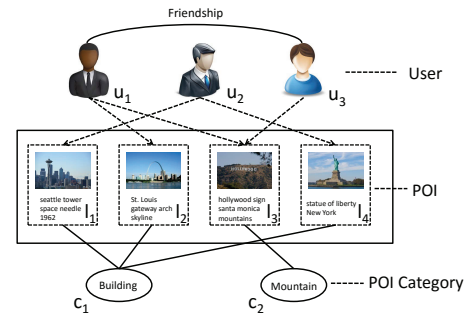 Friendship
u1
u2
u3
User
seattle tower
space needle
1962
l1
St. Louis
gateway arch
skyline
l2
HOLLYWOOD
hollywood sign
santa monica
mountains
l3
statue of liberty
New York
l4
POI
Building
c1
Mountain
c2
POI Category